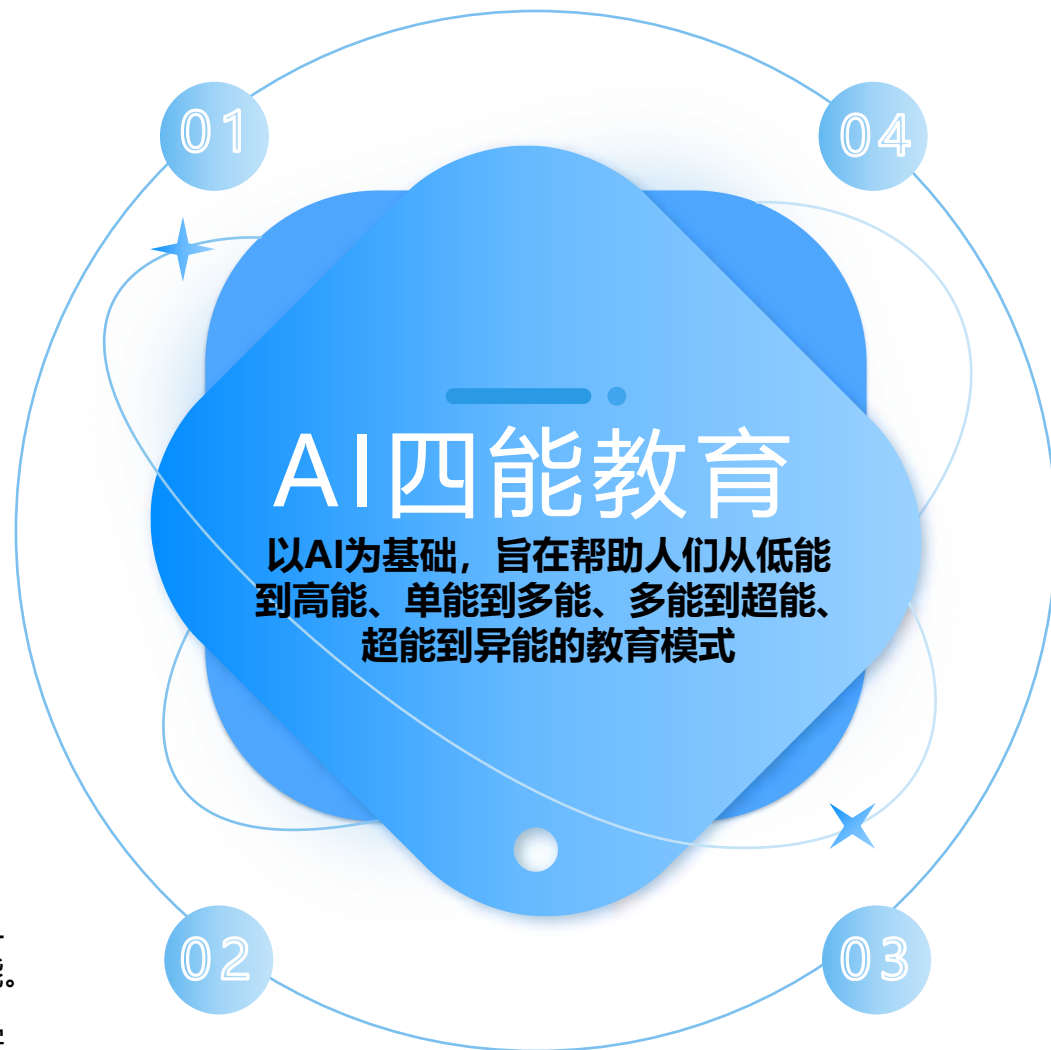 01
04
AI四能教育
以AI为基础，旨在帮助人们从低能
到高能、单能到多能、多能到超能、
超能到异能的教育模式
02
03